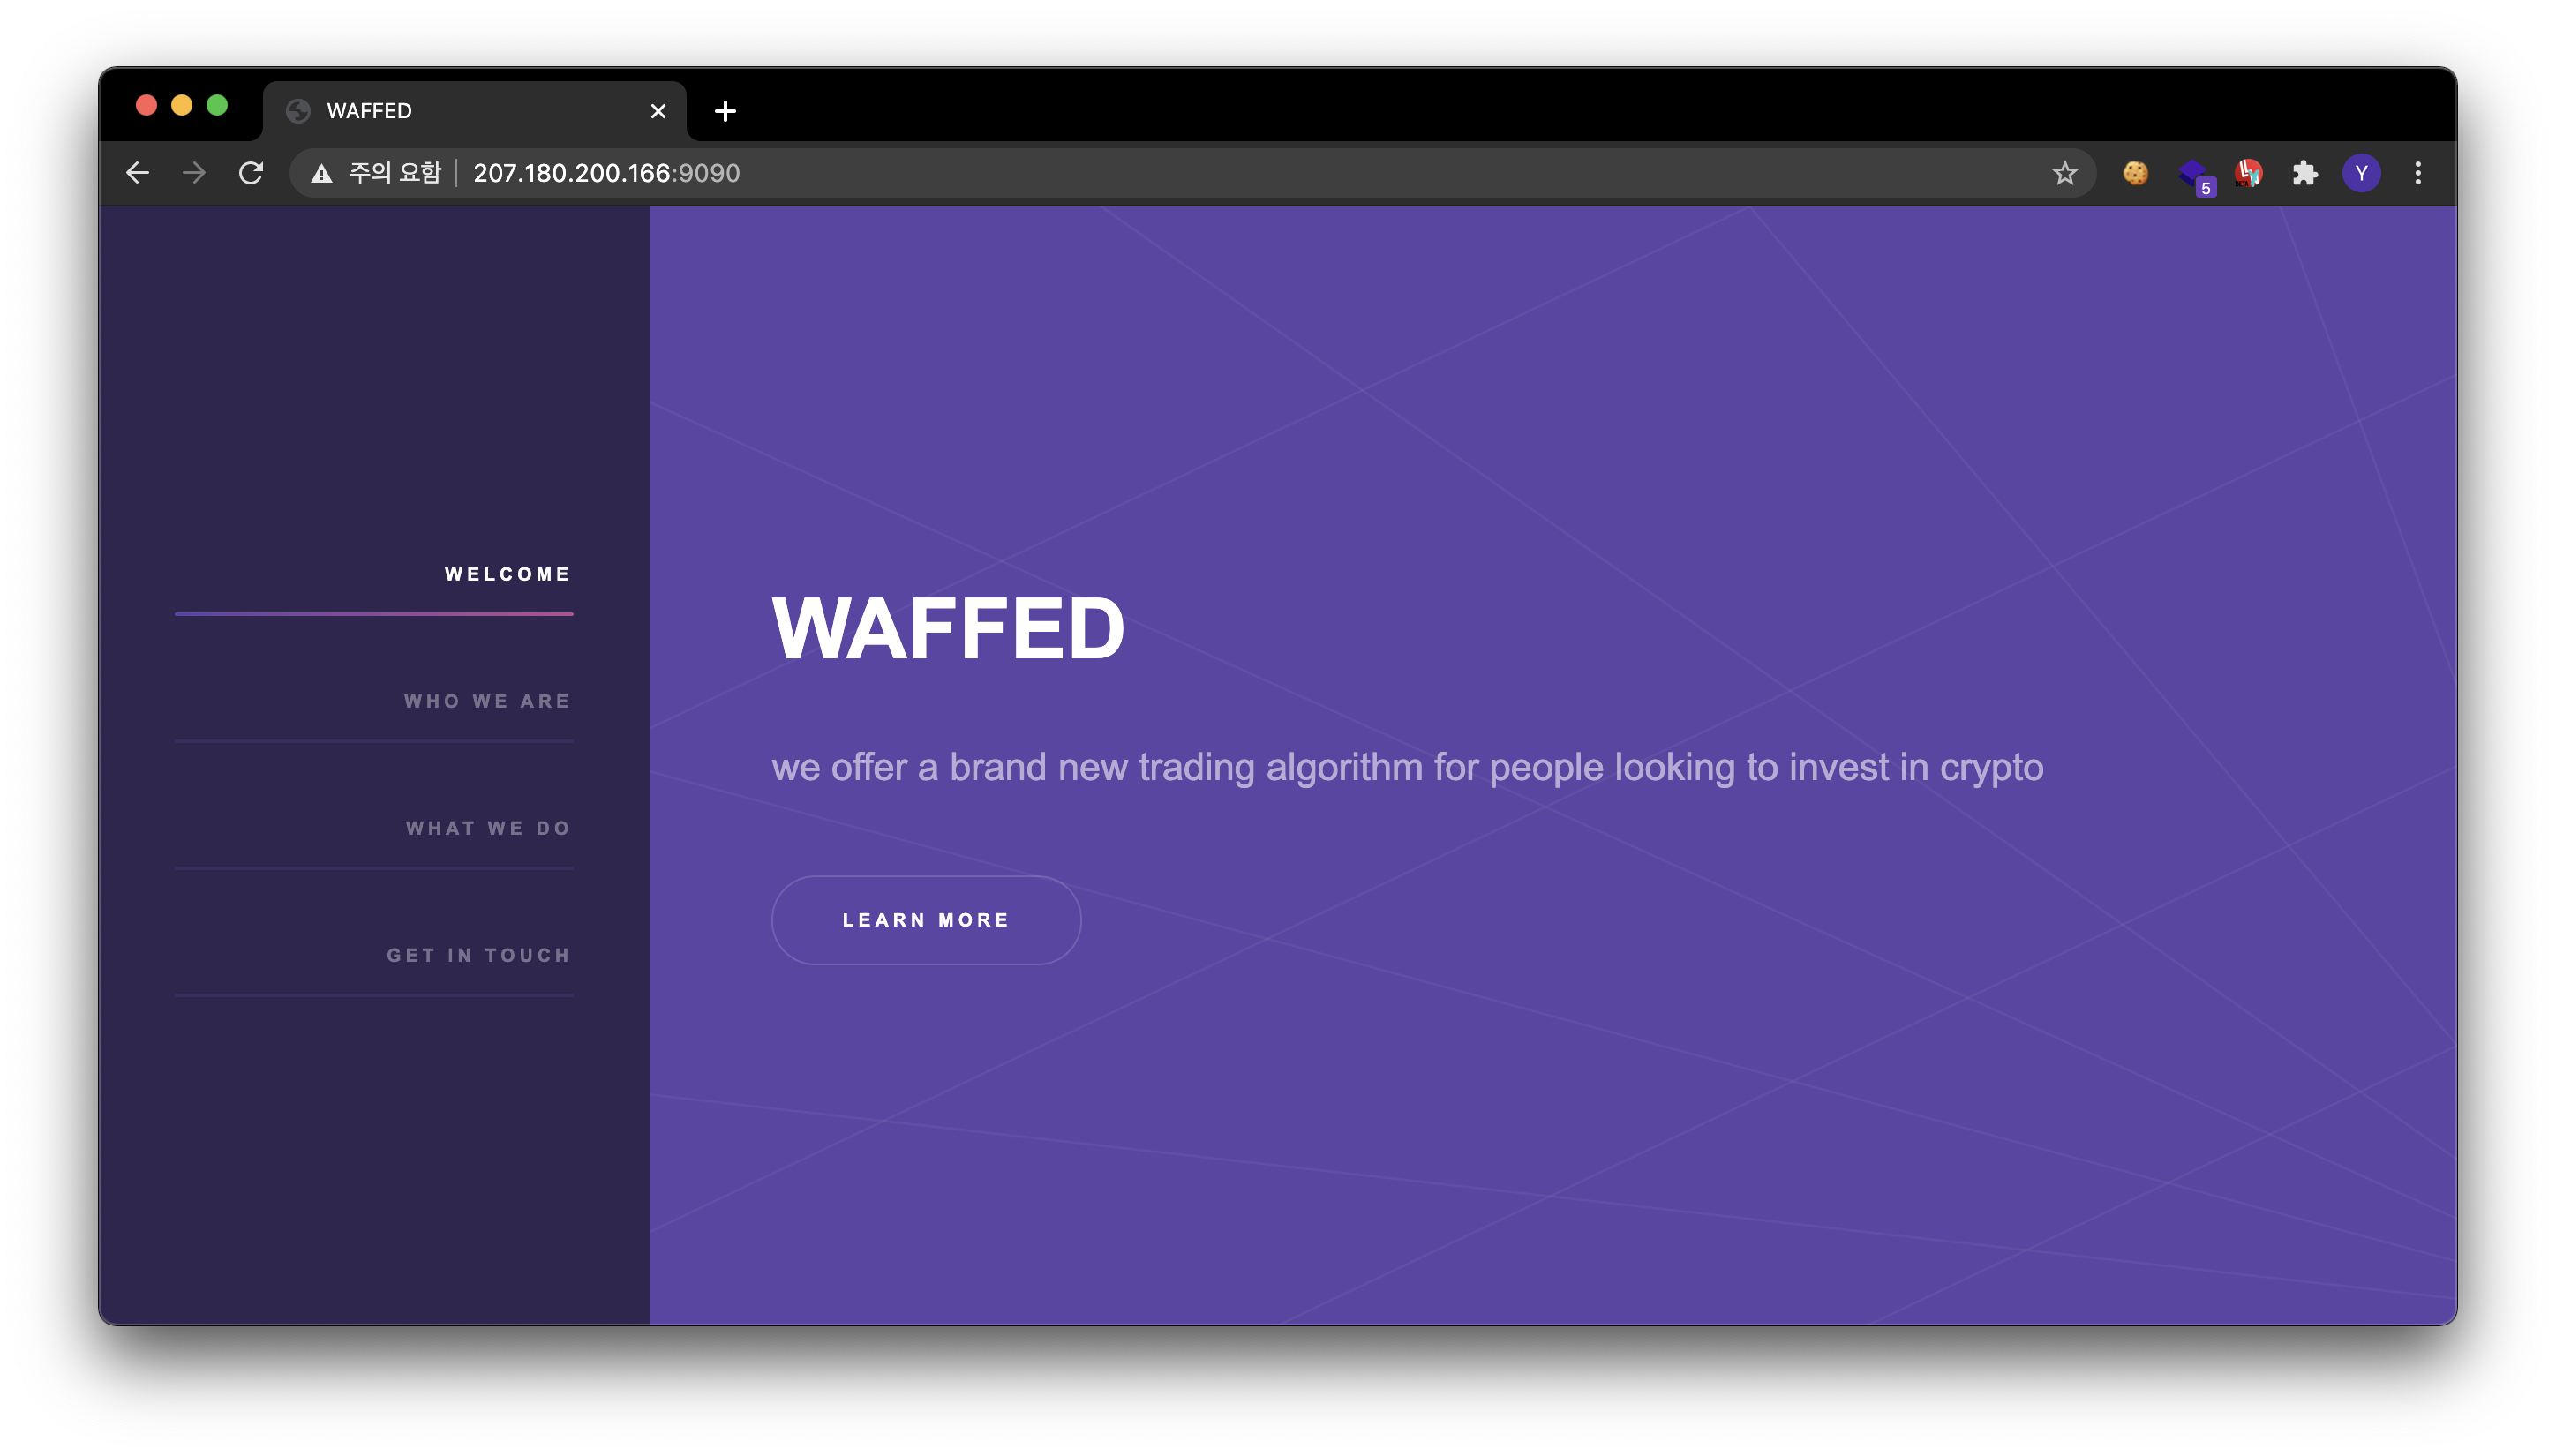 WAFFED
주의 요함 207.180.200.166:9090
5
Y
WELCOME
WHO WE ARE
WHAT WE DO
GET IN TOUCH
WAFFED
we offer a brand new trading algorithm for people looking to invest in crypto
LEARN MORE